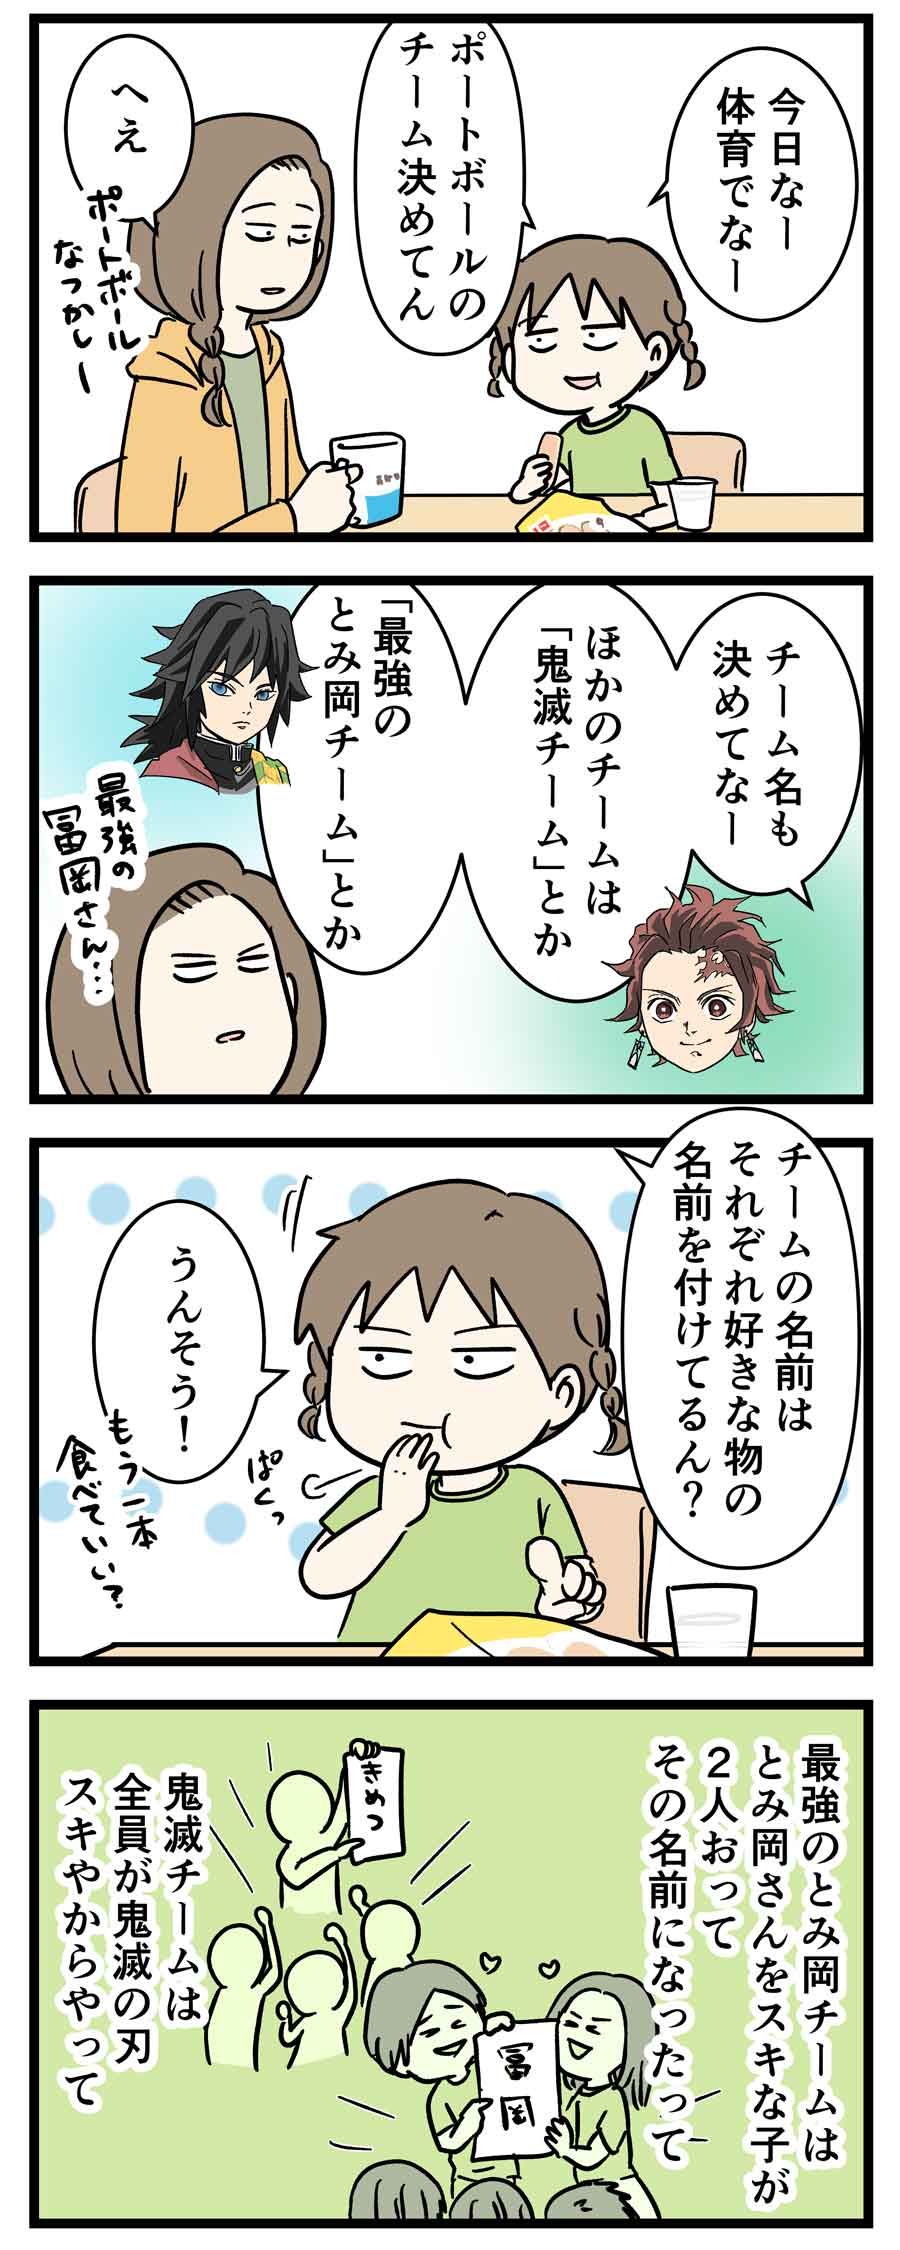 今日なー
体育でなー
ポートボールの
チーム決めてん
へえ
ポートボール
なつかしー
チーム名も
決めてなー
ほかのチームは
「鬼滅チーム」とか
「最強の
とみ岡チーム」とか
最強の
冨岡さん…
チームの名前は
それぞれ好きな物の
名前を付けてるん？
うんそう！
ぱくっ
もう一本
食べていい？
最強のとみ岡チームは
とみ岡さんをスキな子が
２人おって
その名前になったって
きめつ
冨岡
鬼滅チームは
全員が鬼滅の刃
スキやからやって